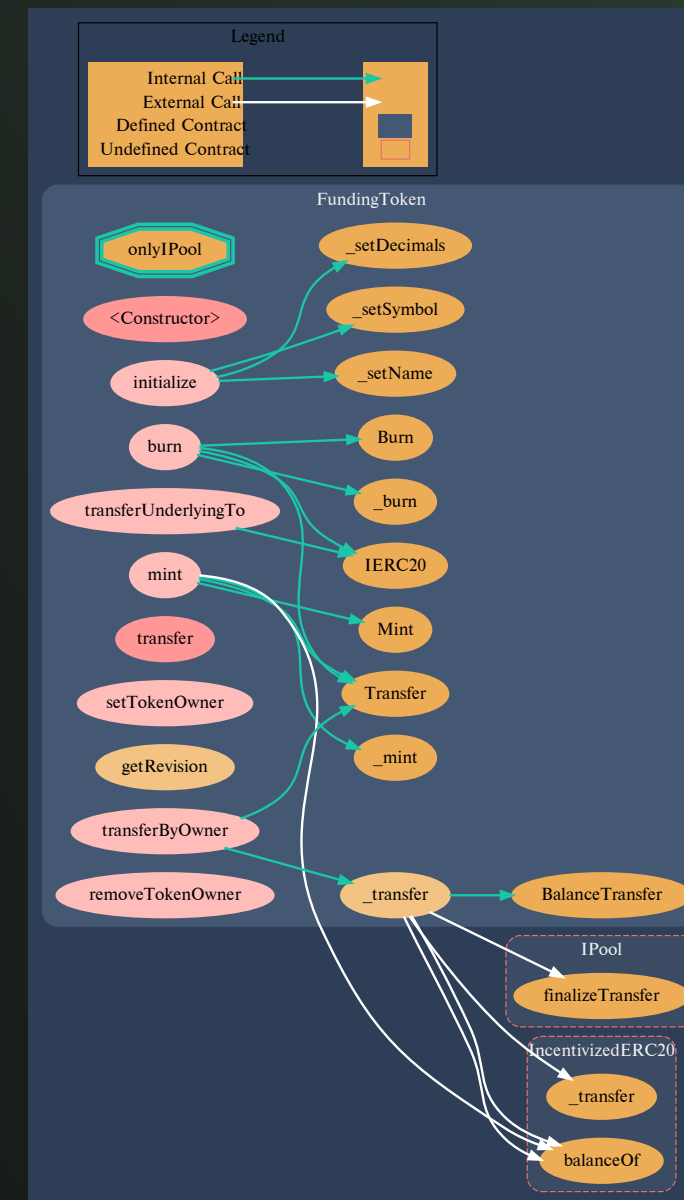 Legend
Internal Call
External Call
Defined Contract
Undefined Contract
FundingToken
onlyIPool
<Constructor>
initialize
burn
transferUnderlyingTo
mint
transfer
setTokenOwner
getRevision
transferByOwner
removeTokenOwner
_setDecimals
_setSymbol
_setName
Burn
_burn
IERC20
Mint
Transfer
_mint
_transfer
BalanceTransfer
IPool
finalizeTransfer
IncentivizedERC20
_transfer
balanceOf